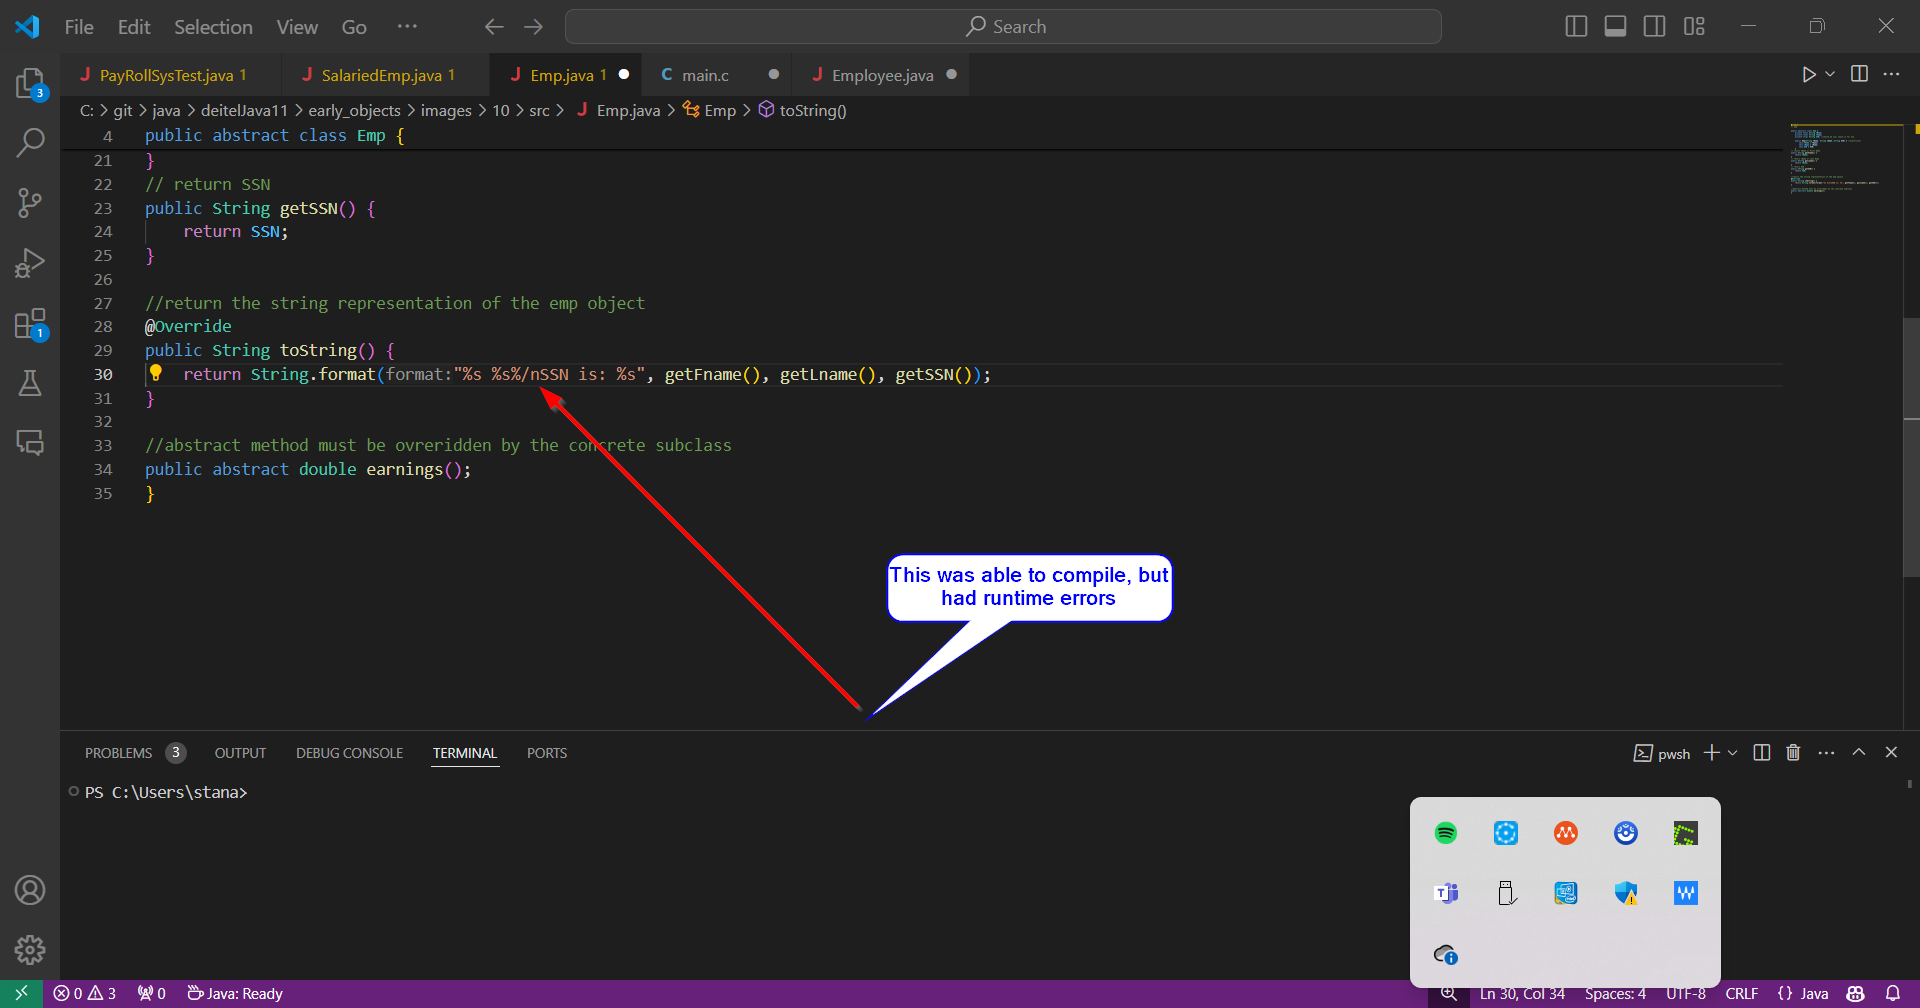 File Edit Selection View Go ··· Search
J PayRollSysTest.java 1 J SalariedEmp.java 1 J Emp.java 1 C main.c J Employee.java
C: > git > java > deitelJava11 > early_objects > images > 10 > src > J Emp.java > Emp > toString()
4 public abstract class Emp {
21 }
22 // return SSN
23 public String getSSN() {
24 return SSN;
25 }
26
27 //return the string representation of the emp object
28 @Override
29 public String toString() {
30 return String.format(format:"%s %s%/nSSN is: %s", getFname(), getLname(), getSSN());
31 }
32
33 //abstract method must be ovreridden by the concrete subclass
34 public abstract double earnings();
35 }
This was able to compile, but
had runtime errors
PROBLEMS 3 OUTPUT DEBUG CONSOLE TERMINAL PORTS pwsh
PS C:\Users\stana>
3
1
0 3 0 Java: Ready Ln 30, Col 34 Spaces: 4 UTF-8 CRLF {} Java